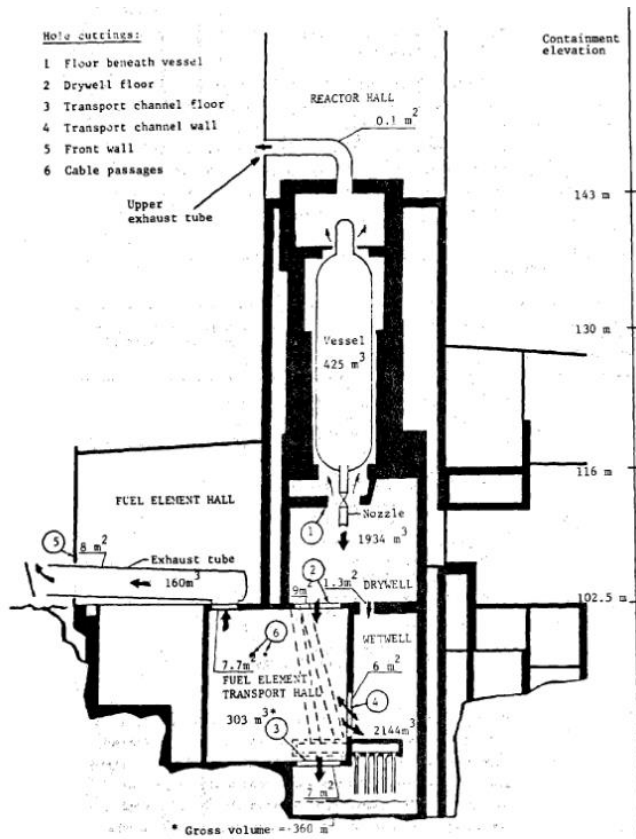 Hole cuttings:
1 Floor beneath vessel
2 Drywell floor
3 Transport channel floor
4 Transport channel wall
5 Front wall
6 Cable passages
Containment
elevation
REACTOR HALL
0.1 m²
Upper
exhaust tube
143 m
130 m
Vessel
425 m³
116 m
FUEL ELEMENT HALL
Nozzle
1
1934 m³
5
8 m²
Exhaust tube
160m³
2
1.3m²
DRYWELL
9m²
102.5 m
6
WETWELL
7.7m²
6 m²
FUEL ELEMENT
TRANSPORT HALL
4
303 m³*
2144m³
3
7 m²
* Gross volume = 360 m³